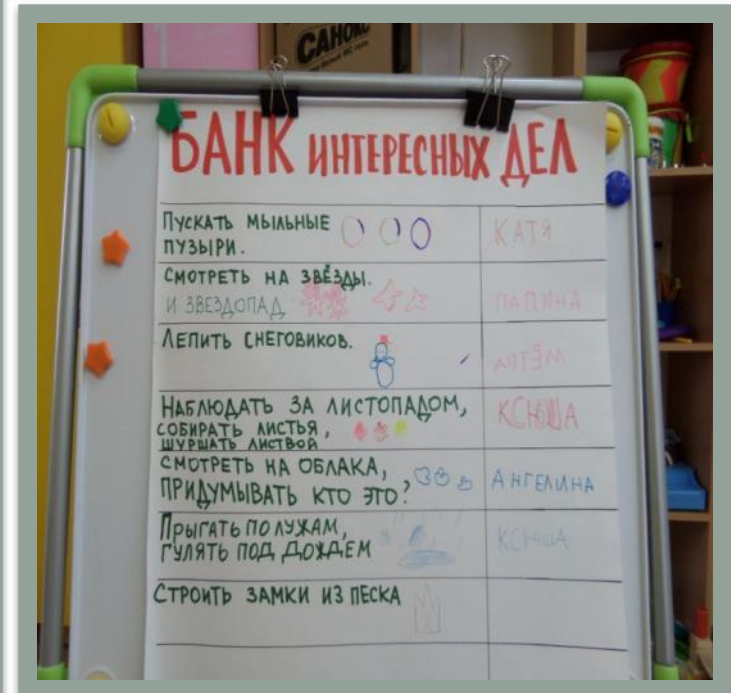 САНОКС
БАНК ИНТЕРЕСНЫХ ДЕЛ
ПУСКАТЬ МЫЛЬНЫЕ
ПУЗЫРИ.
КАТЯ
СМОТРЕТЬ НА ЗВЁЗДЫ.
И ЗВЕЗДОПАД
ЛЕПИТЬ СНЕГОВИКОВ.
НАБЛЮДАТЬ ЗА ЛИСТОПАДОМ,
СОБИРАТЬ ЛИСТЬЯ,
ШУРШАТЬ ЛИСТВОЙ
КСЮША
СМОТРЕТЬ НА ОБЛАКА,
ПРИДУМЫВАТЬ КТО ЭТО?
АНГЕЛИНА
ПРЫГАТЬ ПО ЛУЖАМ,
ГУЛЯТЬ ПОД ДОЖДЁМ
КСЮША
СТРОИТЬ ЗАМКИ ИЗ ПЕСКА